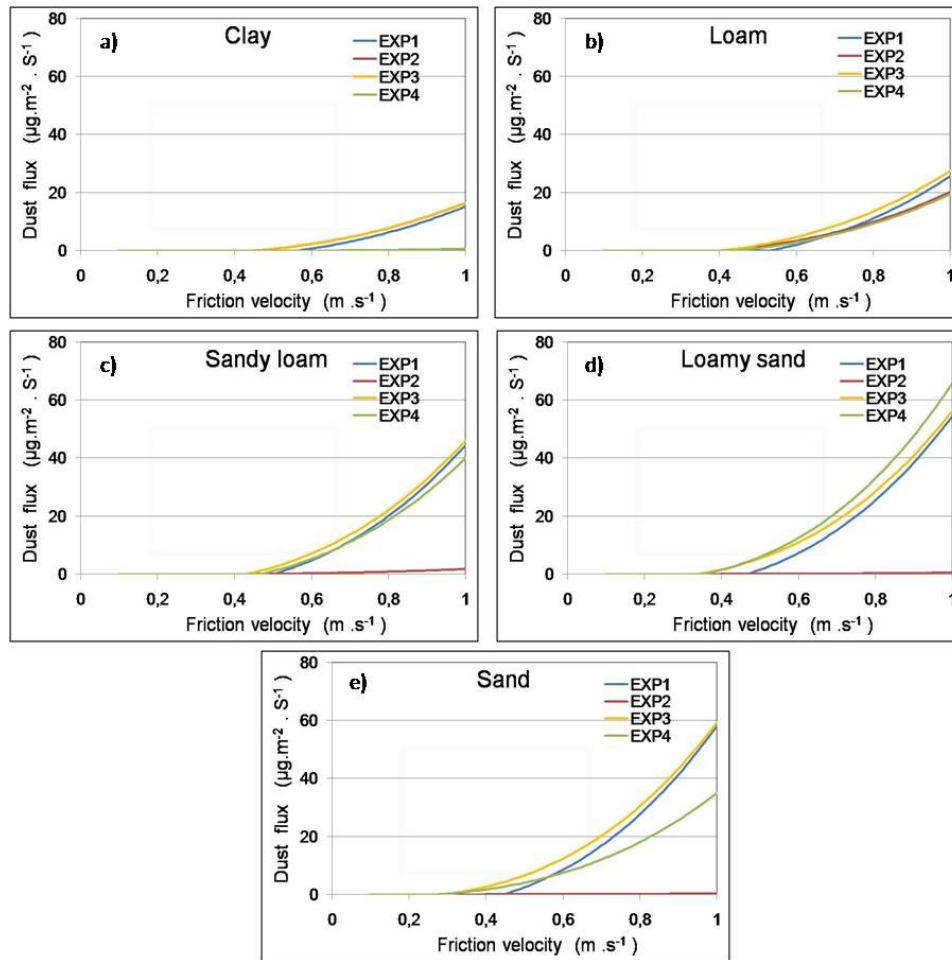 a) Clay
EXP1
EXP2
EXP3
EXP4
80
60
40
20
0
Dust flux (µg.m⁻² . S⁻¹)
0 0,2 0,4 0,6 0,8 1
Friction velocity (m .s⁻¹)
b) Loam
EXP1
EXP2
EXP3
EXP4
80
60
40
20
0
Dust flux (µg.m⁻² . S⁻¹)
0 0,2 0,4 0,6 0,8 1
Friction velocity (m .s⁻¹)
c) Sandy loam
EXP1
EXP2
EXP3
EXP4
80
60
40
20
0
Dust flux (µg.m⁻² . S⁻¹)
0 0,2 0,4 0,6 0,8 1
Friction velocity (m .s⁻¹)
d) Loamy sand
EXP1
EXP2
EXP3
EXP4
80
60
40
20
0
Dust flux (µg.m⁻² . S⁻¹)
0 0,2 0,4 0,6 0,8 1
Friction velocity (m .s⁻¹)
e) Sand
EXP1
EXP2
EXP3
EXP4
80
60
40
20
0
Dust flux (µg.m⁻² . S⁻¹)
0 0,2 0,4 0,6 0,8 1
Friction velocity (m .s⁻¹)